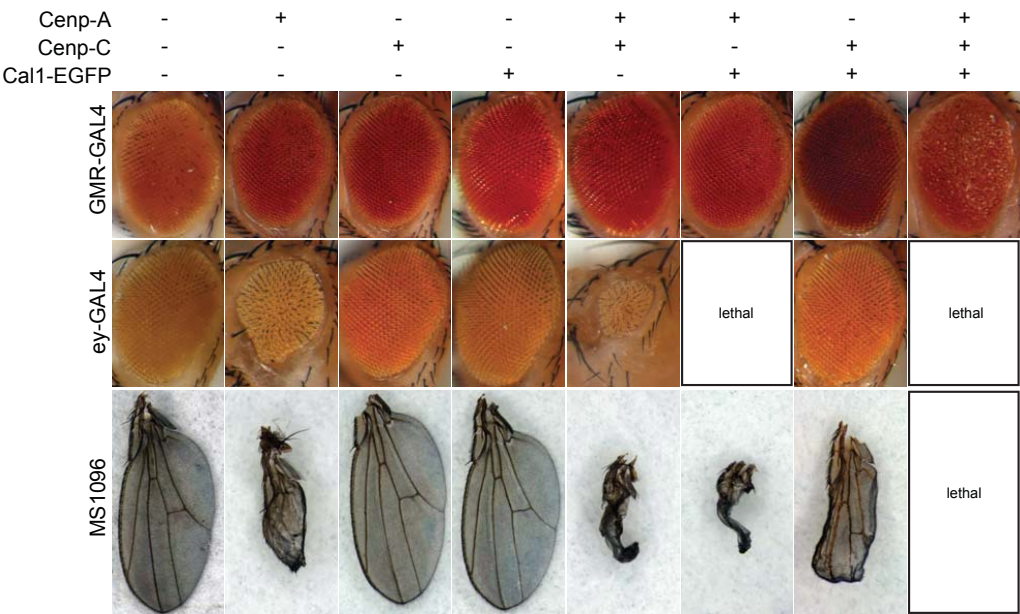 Cenp-A - + - - + + - +
Cenp-C - - + - + - + +
Cal1-EGFP - - - + - + + +
GMR-GAL4
ey-GAL4
lethal
lethal
MS1096
lethal